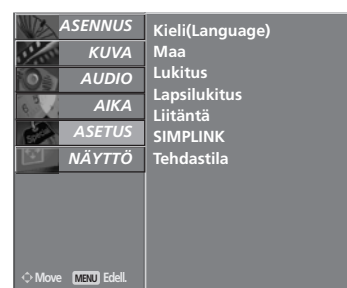 ASENNUS
KUVA
AUDIO
AIKA
ASETUS
NÄYTTÖ
Kieli(Language)
Maa
Lukitus
Lapsilukitus
Liitäntä
SIMPLINK
Tehdastila
Move MENU Edell.